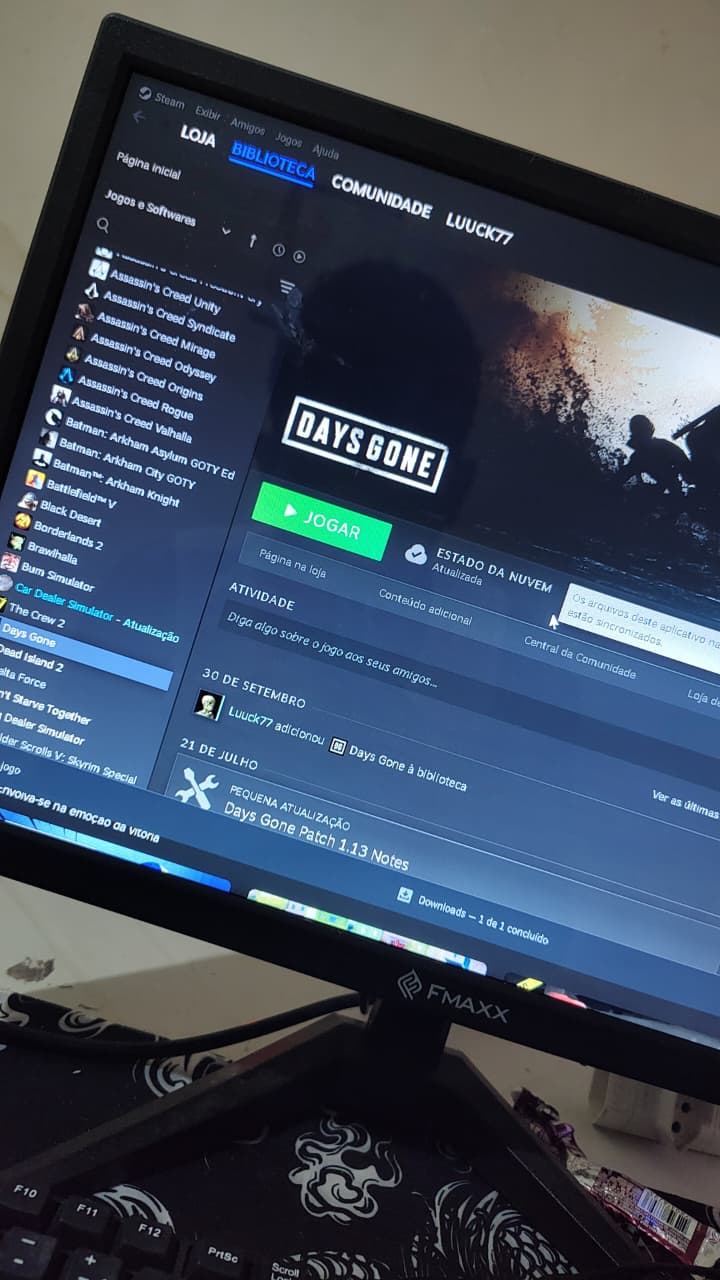 Steam Exibir Amigos Jogos Ajuda
LOJA BIBLIOTECA COMUNIDADE LUUCK77
Página inicial
Jogos e Softwares
Assassin's Creed Unity
Assassin's Creed Syndicate
Assassin's Creed Mirage
Assassin's Creed Odyssey
Assassin's Creed Origins
Assassin's Creed Rogue
Assassin's Creed Valhalla
Batman: Arkham Asylum GOTY Ed
Batman: Arkham City GOTY
Batman™: Arkham Knight
Battlefield™ V
Black Desert
Borderlands 2
Brawlhalla
Bum Simulator
Car Dealer Simulator - Atualização
The Crew 2
Days Gone
Dead Island 2
elta Force
n't Starve Together
Dealer Simulator
lder Scrolls V: Skyrim Special
jogo
nvolva-se na emoção da vitória
DAYS GONE
JOGAR
ESTADO DA NUVEM
Atualizada
Os arquivos deste aplicativo na
estão sincronizados.
Página na loja Conteúdo adicional Central da Comunidade Loja de
ATIVIDADE
Diga algo sobre o jogo aos seus amigos...
30 DE SETEMBRO
Luuck77 adicionou Days Gone à biblioteca
Ver as últimas
21 DE JULHO
PEQUENA ATUALIZAÇÃO
Days Gone Patch 1.13 Notes
Downloads – 1 de 1 concluído
FMAXX
F10 F11 F12 PrtSc Scroll